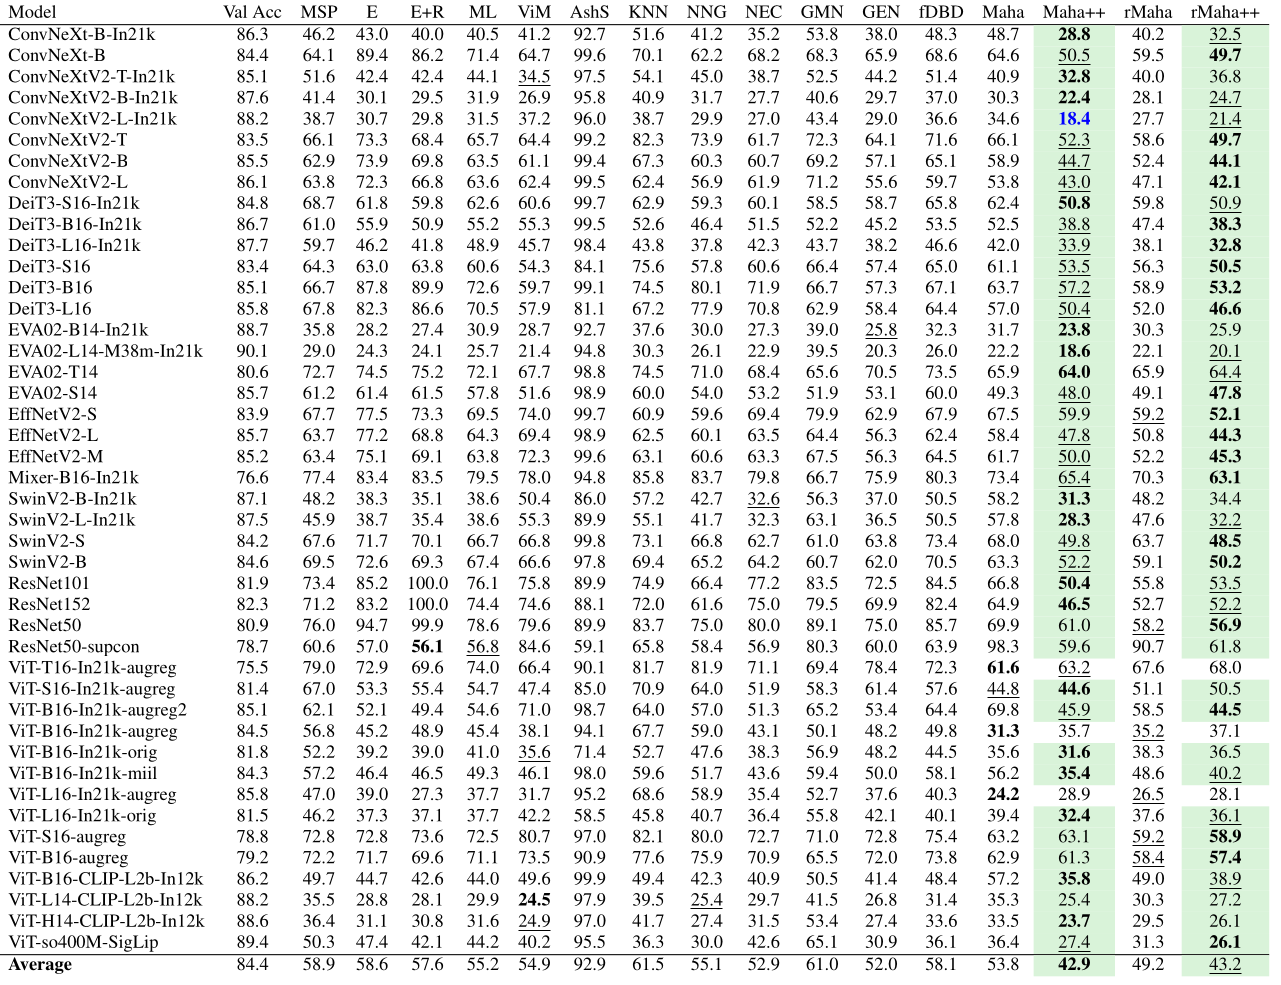 Model Val Acc MSP E E+R ML ViM AshS KNN NNG NEC GMN GEN fDBD Maha Maha++ rMaha rMaha++
ConvNeXt-B-In21k 86.3 46.2 43.0 40.0 40.5 41.2 92.7 51.6 41.2 35.2 53.8 38.0 48.3 48.7 28.8 40.2 32.5
ConvNeXt-B 84.4 64.1 89.4 86.2 71.4 64.7 99.6 70.1 62.2 68.2 68.3 65.9 68.6 64.6 50.5 59.5 49.7
ConvNeXtV2-T-In21k 85.1 51.6 42.4 42.4 44.1 34.5 97.5 54.1 45.0 38.7 52.5 44.2 51.4 40.9 32.8 40.0 36.8
ConvNeXtV2-B-In21k 87.6 41.4 30.1 29.5 31.9 26.9 95.8 40.9 31.7 27.7 40.6 29.7 37.0 30.3 22.4 28.1 24.7
ConvNeXtV2-L-In21k 88.2 38.7 30.7 29.8 31.5 37.2 96.0 38.7 29.9 27.0 43.4 29.0 36.6 34.6 18.4 27.7 21.4
ConvNeXtV2-T 83.5 66.1 73.3 68.4 65.7 64.4 99.2 82.3 73.9 61.7 72.3 64.1 71.6 66.1 52.3 58.6 49.7
ConvNeXtV2-B 85.5 62.9 73.9 69.8 63.5 61.1 99.4 67.3 60.3 60.7 69.2 57.1 65.1 58.9 44.7 52.4 44.1
ConvNeXtV2-L 86.1 63.8 72.3 66.8 63.6 62.4 99.5 62.4 56.9 61.9 71.2 55.6 59.7 53.8 43.0 47.1 42.1
DeiT3-S16-In21k 84.8 68.7 61.8 59.8 62.6 60.6 99.7 62.9 59.3 60.1 58.5 58.7 65.8 62.4 50.8 59.8 50.9
DeiT3-B16-In21k 86.7 61.0 55.9 50.9 55.2 55.3 99.5 52.6 46.4 51.5 52.2 45.2 53.5 52.5 38.8 47.4 38.3
DeiT3-L16-In21k 87.7 59.7 46.2 41.8 48.9 45.7 98.4 43.8 37.8 42.3 43.7 38.2 46.6 42.0 33.9 38.1 32.8
DeiT3-S16 83.4 64.3 63.0 63.8 60.6 54.3 84.1 75.6 57.8 60.6 66.4 57.4 65.0 61.1 53.5 56.3 50.5
DeiT3-B16 85.1 66.7 87.8 89.9 72.6 59.7 99.1 74.5 80.1 71.9 66.7 57.3 67.1 63.7 57.2 58.9 53.2
DeiT3-L16 85.8 67.8 82.3 86.6 70.5 57.9 81.1 67.2 77.9 70.8 62.9 58.4 64.4 57.0 50.4 52.0 46.6
EVA02-B14-In21k 88.7 35.8 28.2 27.4 30.9 28.7 92.7 37.6 30.0 27.3 39.0 25.8 32.3 31.7 23.8 30.3 25.9
EVA02-L14-M38m-In21k 90.1 29.0 24.3 24.1 25.7 21.4 94.8 30.3 26.1 22.9 39.5 20.3 26.0 22.2 18.6 22.1 20.1
EVA02-T14 80.6 72.7 74.5 75.2 72.1 67.7 98.8 74.5 71.0 68.4 65.6 70.5 73.5 65.9 64.0 65.9 64.4
EVA02-S14 85.7 61.2 61.4 61.5 57.8 51.6 98.9 60.0 54.0 53.2 51.9 53.1 60.0 49.3 48.0 49.1 47.8
EffNetV2-S 83.9 67.7 77.5 73.3 69.5 74.0 99.7 60.9 59.6 69.4 79.9 62.9 67.9 67.5 59.9 59.2 52.1
EffNetV2-L 85.7 63.7 77.2 68.8 64.3 69.4 98.9 62.5 60.1 63.5 64.4 56.3 62.4 58.4 47.8 50.8 44.3
EffNetV2-M 85.2 63.4 75.1 69.1 63.8 72.3 99.6 63.1 60.6 63.3 67.5 56.3 64.5 61.7 50.0 52.2 45.3
Mixer-B16-In21k 76.6 77.4 83.4 83.5 79.5 78.0 94.8 85.8 83.7 79.8 66.7 75.9 80.3 73.4 65.4 70.3 63.1
SwinV2-B-In21k 87.1 48.2 38.3 35.1 38.6 50.4 86.0 57.2 42.7 32.6 56.3 37.0 50.5 58.2 31.3 48.2 34.4
SwinV2-L-In21k 87.5 45.9 38.7 35.4 38.6 55.3 89.9 55.1 41.7 32.3 63.1 36.5 50.5 57.8 28.3 47.6 32.2
SwinV2-S 84.2 67.6 71.7 70.1 66.7 66.8 99.8 73.1 66.8 62.7 61.0 63.8 73.4 68.0 49.8 63.7 48.5
SwinV2-B 84.6 69.5 72.6 69.3 67.4 66.6 97.8 69.4 65.2 64.2 60.7 62.0 70.5 63.3 52.2 59.1 50.2
ResNet101 81.9 73.4 85.2 100.0 76.1 75.8 89.9 74.9 66.4 77.2 83.5 72.5 84.5 66.8 50.4 55.8 53.5
ResNet152 82.3 71.2 83.2 100.0 74.4 74.6 88.1 72.0 61.6 75.0 79.5 69.9 82.4 64.9 46.5 52.7 52.2
ResNet50 80.9 76.0 94.7 99.9 78.6 79.6 89.9 83.7 75.0 80.0 89.1 75.0 85.7 69.9 61.0 58.2 56.9
ResNet50-supcon 78.7 60.6 57.0 56.1 56.8 84.6 59.1 65.8 58.4 56.9 80.3 60.0 63.9 98.3 59.6 90.7 61.8
ViT-T16-In21k-augreg 75.5 79.0 72.9 69.6 74.0 66.4 90.1 81.7 81.9 71.1 69.4 78.4 72.3 61.6 63.2 67.6 68.0
ViT-S16-In21k-augreg 81.4 67.0 53.3 55.4 54.7 47.4 85.0 70.9 64.0 51.9 58.3 61.4 57.6 44.8 44.6 51.1 50.5
ViT-B16-In21k-augreg2 85.1 62.1 52.1 49.4 54.6 71.0 98.7 64.0 57.0 51.3 65.2 53.4 64.4 69.8 45.9 58.5 44.5
ViT-B16-In21k-augreg 84.5 56.8 45.2 48.9 45.4 38.1 94.1 67.7 59.0 43.1 50.1 48.2 49.8 31.3 35.7 35.2 37.1
ViT-B16-In21k-orig 81.8 52.2 39.2 39.0 41.0 35.6 71.4 52.7 47.6 38.3 56.9 48.2 44.5 35.6 31.6 38.3 36.5
ViT-B16-In21k-miil 84.3 57.2 46.4 46.5 49.3 46.1 98.0 59.6 51.7 43.6 59.4 50.0 58.1 56.2 35.4 48.6 40.2
ViT-L16-In21k-augreg 85.8 47.0 39.0 27.3 37.7 31.7 95.2 68.6 58.9 35.4 52.7 37.6 40.3 24.2 28.9 26.5 28.1
ViT-L16-In21k-orig 81.5 46.2 37.3 37.1 37.7 42.2 58.5 45.8 40.7 36.4 55.8 42.1 40.1 39.4 32.4 37.6 36.1
ViT-S16-augreg 78.8 72.8 72.8 73.6 72.5 80.7 97.0 82.1 80.0 72.7 71.0 72.8 75.4 63.2 63.1 59.2 58.9
ViT-B16-augreg 79.2 72.2 71.7 69.6 71.1 73.5 90.9 77.6 75.9 70.9 65.5 72.0 73.8 62.9 61.3 58.4 57.4
ViT-B16-CLIP-L2b-In12k 86.2 49.7 44.7 42.6 44.0 49.6 99.9 49.4 42.3 40.9 50.5 41.4 48.4 57.2 35.8 49.0 38.9
ViT-L14-CLIP-L2b-In12k 88.2 35.5 28.8 28.1 29.9 24.5 97.9 39.5 25.4 29.7 41.5 26.8 31.4 35.3 25.4 30.3 27.2
ViT-H14-CLIP-L2b-In12k 88.6 36.4 31.1 30.8 31.6 24.9 97.0 41.7 27.4 31.5 53.4 27.4 33.6 33.5 23.7 29.5 26.1
ViT-so400M-SigLip 89.4 50.3 47.4 42.1 44.2 40.2 95.5 36.3 30.0 42.6 65.1 30.9 36.1 36.4 27.4 31.3 26.1
Average 84.4 58.9 58.6 57.6 55.2 54.9 92.9 61.5 55.1 52.9 61.0 52.0 58.1 53.8 42.9 49.2 43.2